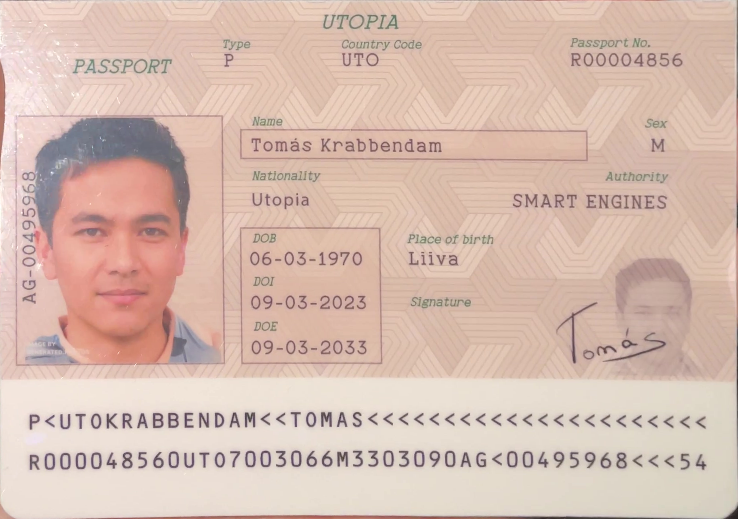 UTOPIA
PASSPORT
Type
P
Country Code
UTO
Passport No.
R00004856
Name
Tomás Krabbendam
Sex
M
Nationality
Utopia
Authority
SMART ENGINES
AG-00495968
DOB
06-03-1970
Place of birth
Liiva
DOI
09-03-2023
Signature
DOE
09-03-2033
Tomás
P<UTOKRABBENDAM<<TOMAS<<<<<<<<<<<<<<<<<<<<<<
R000048560UTO7003066M3303090AG<00495968<<<54